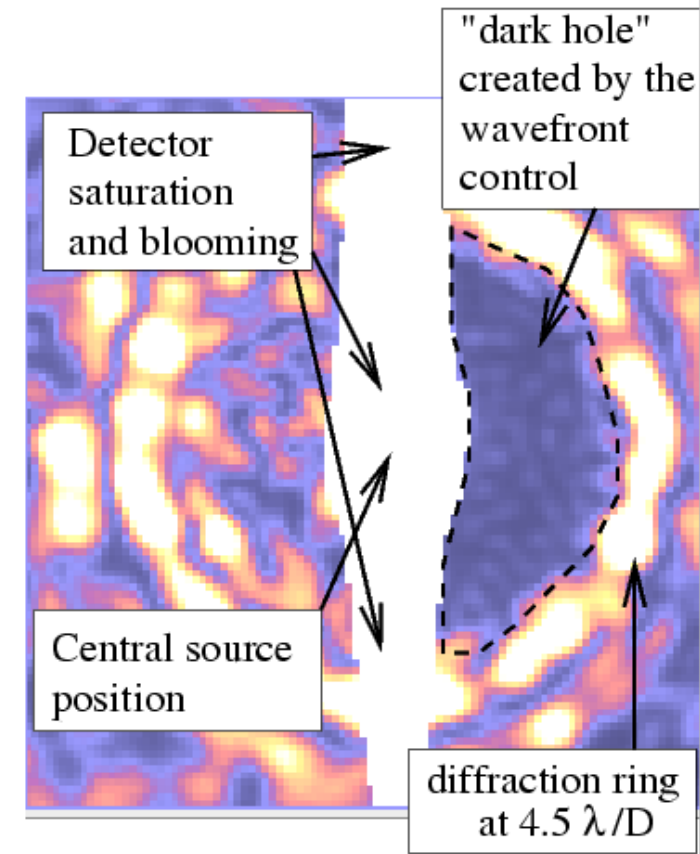 "dark hole"
created by the
wavefront
control
Detector
saturation
and blooming
Central source
position
diffraction ring
at 4.5 λ/D